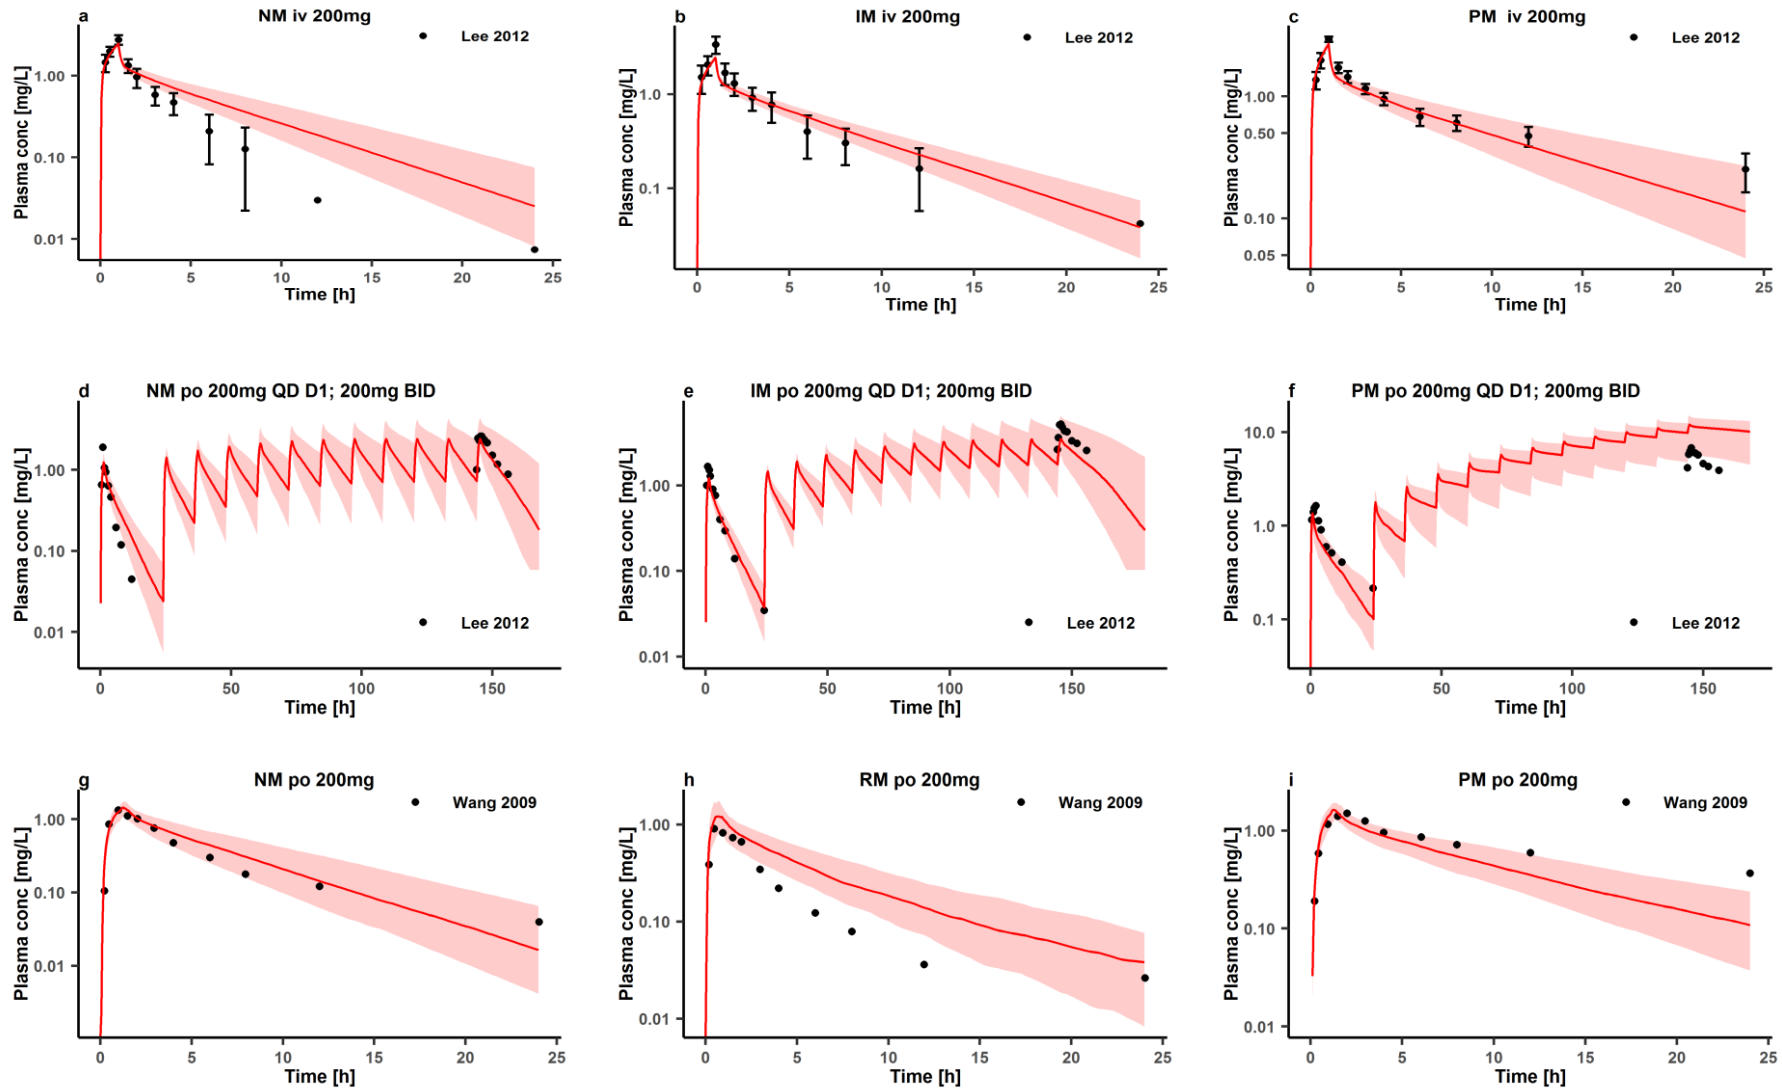 a NM iv 200mg
Lee 2012
Plasma conc [mg/L]
1.00
0.10
0.01
0 5 10 15 20 25
Time [h]
b IM iv 200mg
Lee 2012
Plasma conc [mg/L]
1.0
0.1
0 5 10 15 20 25
Time [h]
c PM iv 200mg
Lee 2012
Plasma conc [mg/L]
1.00
0.50
0.10
0.05
0 5 10 15 20 25
Time [h]
d NM po 200mg QD D1; 200mg BID
Plasma conc [mg/L]
1.00
0.10
0.01
Lee 2012
0 50 100 150
Time [h]
e IM po 200mg QD D1; 200mg BID
Plasma conc [mg/L]
1.00
0.10
0.01
Lee 2012
0 50 100 150
Time [h]
f PM po 200mg QD D1; 200mg BID
Plasma conc [mg/L]
10.0
1.0
0.1
Lee 2012
0 50 100 150
Time [h]
g NM po 200mg
Wang 2009
Plasma conc [mg/L]
1.00
0.10
0.01
0 5 10 15 20 25
Time [h]
h RM po 200mg
Wang 2009
Plasma conc [mg/L]
1.00
0.10
0.01
0 5 10 15 20 25
Time [h]
i PM po 200mg
Wang 2009
Plasma conc [mg/L]
1.00
0.10
0.01
0 5 10 15 20 25
Time [h]